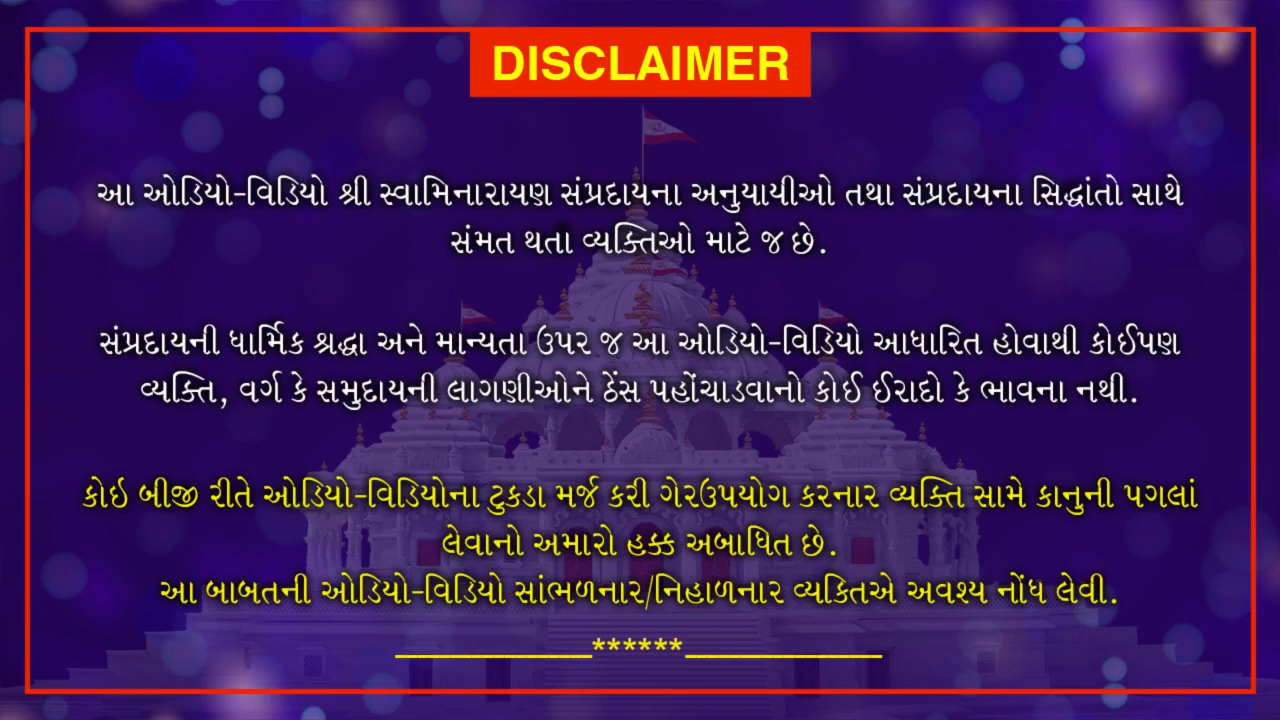 DISCLAIMER
આ ઓડિયો-વિડિયો શ્રી સ્વામિનારાયણ સંપ્રદાયના અનુયાયીઓ તથા સંપ્રદાયના સિદ્ધાંતો સાથે
સંમત થતા વ્યક્તિઓ માટે જ છે.
સંપ્રદાયની ધાર્મિક શ્રદ્ધા અને માન્યતા ઉપર જ આ ઓડિયો-વિડિયો આધારિત હોવાથી કોઈપણ
વ્યક્તિ, વર્ગ કે સમુદાયની લાગણીઓને ઠેંસ પહોંચાડવાનો કોઈ ઈરાદો કે ભાવના નથી.
કોઇ બીજી રીતે ઓડિયો-વિડિયોના ટુકડા મર્જ કરી ગેરઉપયોગ કરનાર વ્યક્તિ સામે કાનુની પગલાં
લેવાનો અમારો હક્ક અબાધિત છે.
આ બાબતની ઓડિયો-વિડિયો સાંભળનાર/નિહાળનાર વ્યકિતએ અવશ્ય નોંધ લેવી.
______________******______________